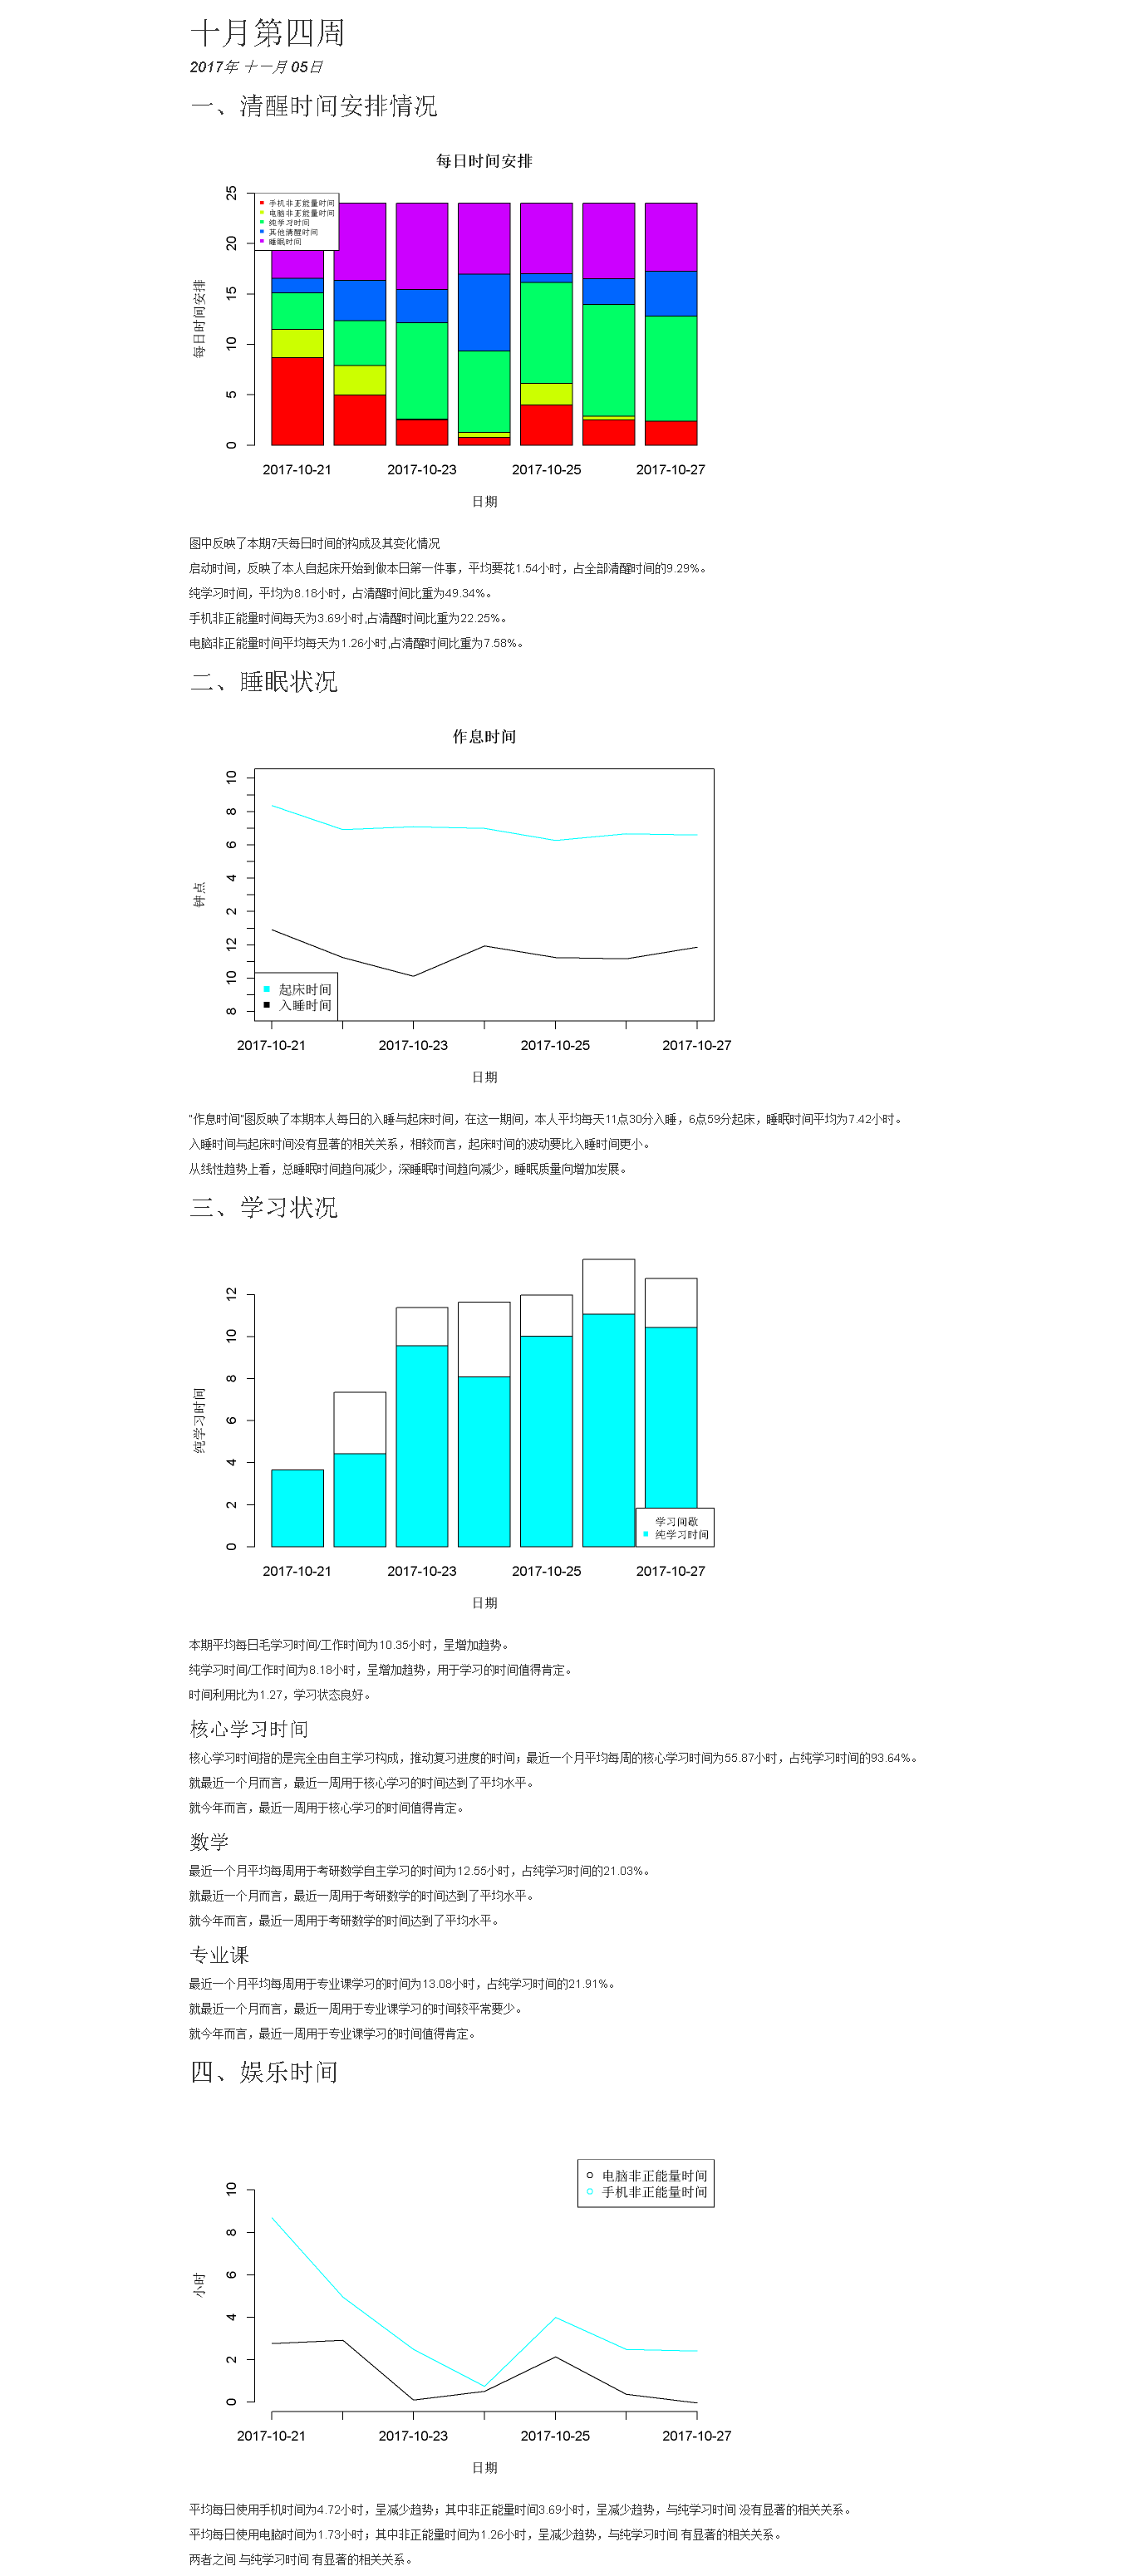 十月第四周
2017年 十一月 05日
一、清醒时间安排情况
每日时间安排
25
20
15
10
5
0
每日时间安排
手机非正能量时间
电脑非正能量时间
纯学习时间
其他清醒时间
睡眠时间
2017-10-21 2017-10-23 2017-10-25 2017-10-27
日期
图中反映了本期7天每日时间的构成及其变化情况
启动时间，反映了本人自起床开始到做本日第一件事，平均要花1.54小时，占全部清醒时间的9.29%。
纯学习时间，平均为8.18小时，占清醒时间比重为49.34%。
手机非正能量时间每天为3.69小时,占清醒时间比重为22.25%。
电脑非正能量时间平均每天为1.26小时,占清醒时间比重为7.58%。
二、睡眠状况
作息时间
10
8
6
4
2
12
10
8
钟点
起床时间
入睡时间
2017-10-21 2017-10-23 2017-10-25 2017-10-27
日期
“作息时间”图反映了本期本人每日的入睡与起床时间，在这一期间，本人平均每天11点30分入睡，6点59分起床，睡眠时间平均为7.42小时。
入睡时间与起床时间没有显著的相关关系，相较而言，起床时间的波动要比入睡时间更小。
从线性趋势上看，总睡眠时间趋向减少，深睡眠时间趋向减少，睡眠质量向增加发展。
三、学习状况
12
10
8
6
4
2
0
纯学习时间
学习间歇
纯学习时间
2017-10-21 2017-10-23 2017-10-25 2017-10-27
日期
本期平均每日毛学习时间/工作时间为10.35小时，呈增加趋势。
纯学习时间/工作时间为8.18小时，呈增加趋势，用于学习的时间值得肯定。
时间利用比为1.27，学习状态良好。
核心学习时间
核心学习时间指的是完全由自主学习构成，推动复习进度的时间；最近一个月平均每周的核心学习时间为55.87小时，占纯学习时间的93.64%。
就最近一个月而言，最近一周用于核心学习的时间达到了平均水平。
就今年而言，最近一周用于核心学习的时间值得肯定。
数学
最近一个月平均每周用于考研数学自主学习的时间为12.55小时，占纯学习时间的21.03%。
就最近一个月而言，最近一周用于考研数学的时间达到了平均水平。
就今年而言，最近一周用于考研数学的时间达到了平均水平。
专业课
最近一个月平均每周用于专业课学习的时间为13.08小时，占纯学习时间的21.91%。
就最近一个月而言，最近一周用于专业课学习的时间较平常要少。
就今年而言，最近一周用于专业课学习的时间值得肯定。
四、娱乐时间
电脑非正能量时间
手机非正能量时间
10
8
6
4
2
0
小时
2017-10-21 2017-10-23 2017-10-25 2017-10-27
日期
平均每日使用手机时间为4.72小时，呈减少趋势；其中非正能量时间3.69小时，呈减少趋势，与纯学习时间 没有显著的相关关系。
平均每日使用电脑时间为1.73小时；其中非正能量时间为1.26小时，呈减少趋势，与纯学习时间 有显著的相关关系。
两者之间 与纯学习时间 有显著的相关关系。